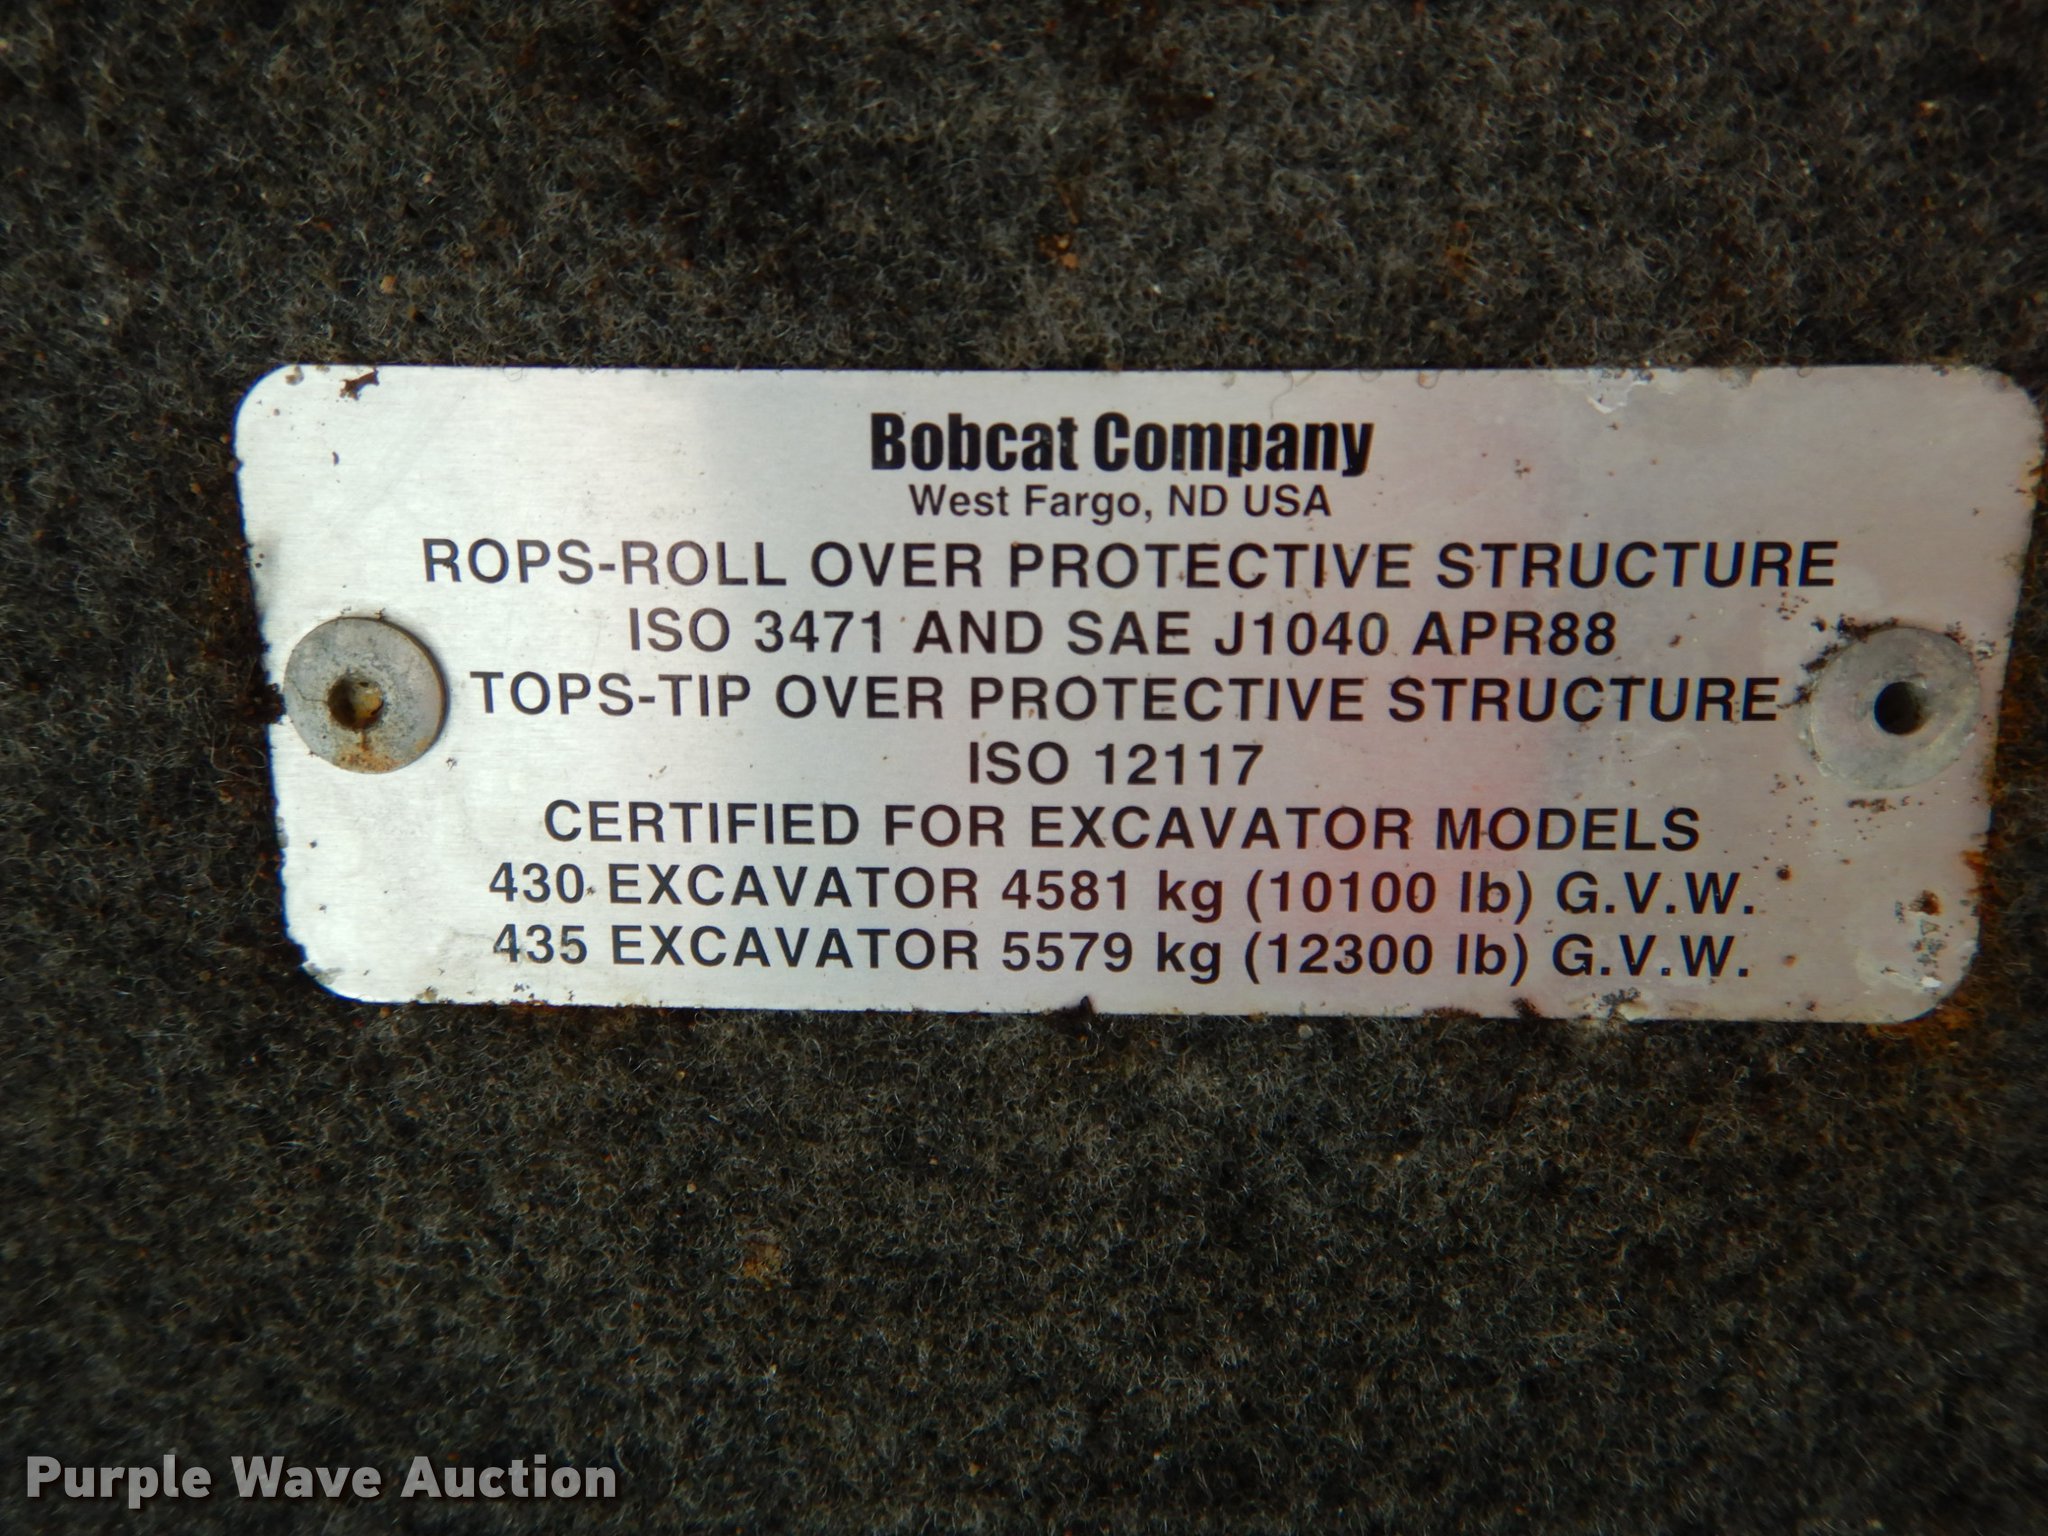 Bobcat Company
West Fargo, ND USA
ROPS-ROLL OVER PROTECTIVE STRUCTURE
ISO 3471 AND SAE J1040 APR88
TOPS-TIP OVER PROTECTIVE STRUCTURE
ISO 12117
CERTIFIED FOR EXCAVATOR MODELS
430 EXCAVATOR 4581 kg (10100 lb) G.V.W.
435 EXCAVATOR 5579 kg (12300 lb) G.V.W.
Purple Wave Auction